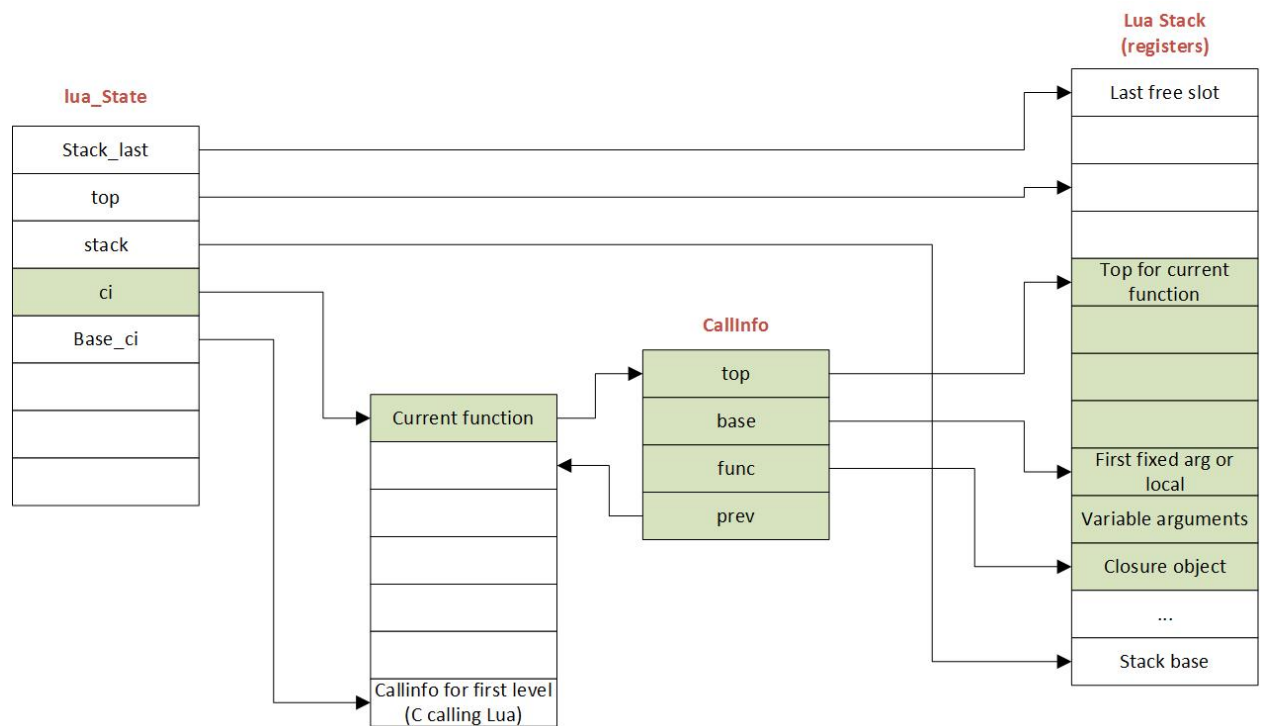 lua_State
Stack_last
top
stack
ci
Base_ci
Current function
Callinfo for first level
(C calling Lua)
CallInfo
top
base
func
prev
Lua Stack
(registers)
Last free slot
Top for current
function
First fixed arg or
local
Variable arguments
Closure object
...
Stack base